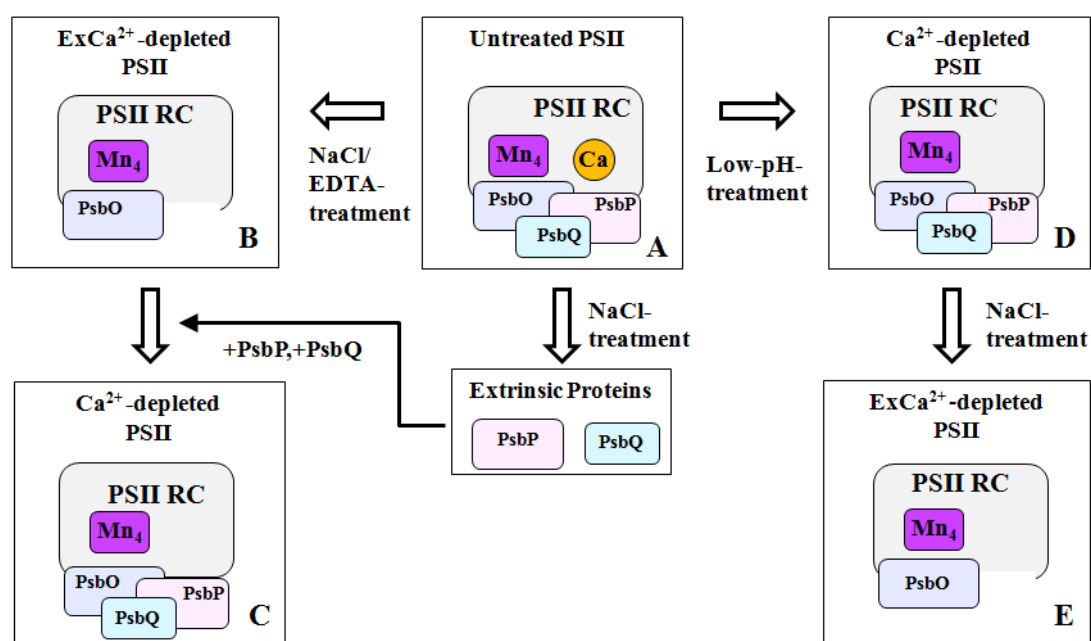 ExCa²⁺-depleted
PSII
PSII RC
Mn₄
PsbO
B
NaCl/
EDTA-
treatment
Untreated PSII
PSII RC
Mn₄
Ca
PsbO
PsbP
PsbQ
A
Low-pH-
treatment
Ca²⁺-depleted
PSII
PSII RC
Mn₄
PsbO
PsbP
PsbQ
D
+PsbP,+PsbQ
NaCl-
treatment
NaCl-
treatment
Ca²⁺-depleted
PSII
PSII RC
Mn₄
PsbO
PsbP
PsbQ
C
Extrinsic Proteins
PsbP
PsbQ
ExCa²⁺-depleted
PSII
PSII RC
Mn₄
PsbO
E